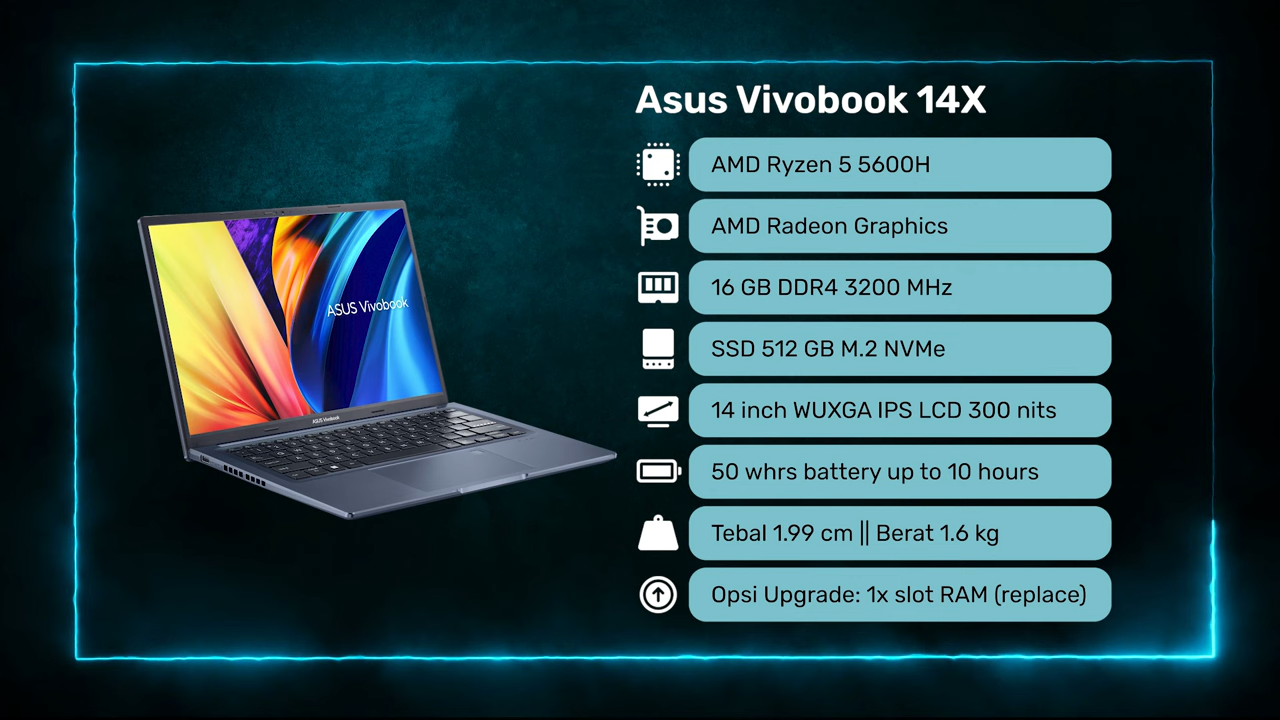 Asus Vivobook 14X
AMD Ryzen 5 5600H
AMD Radeon Graphics
16 GB DDR4 3200 MHz
SSD 512 GB M.2 NVMe
14 inch WUXGA IPS LCD 300 nits
50 whrs battery up to 10 hours
Tebal 1.99 cm || Berat 1.6 kg
Opsi Upgrade: 1x slot RAM (replace)
ASUS Vivobook
ASUS Vivobook